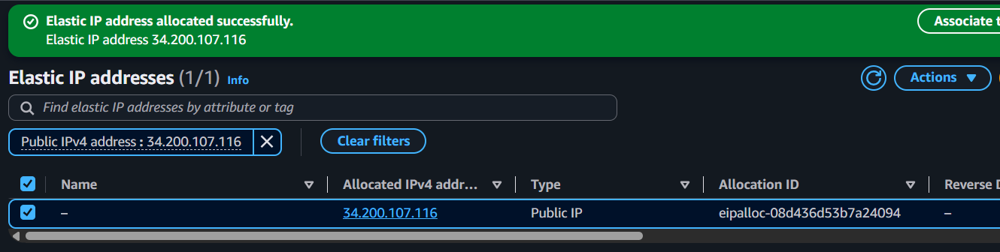 Elastic IP address allocated successfully.
Elastic IP address 34.200.107.116
Associate t
Elastic IP addresses (1/1) Info
Actions
Find elastic IP addresses by attribute or tag
Public IPv4 address : 34.200.107.116
Clear filters
Name Allocated IPv4 addr... Type Allocation ID Reverse D
– 34.200.107.116 Public IP eipalloc-08d436d53b7a24094 –